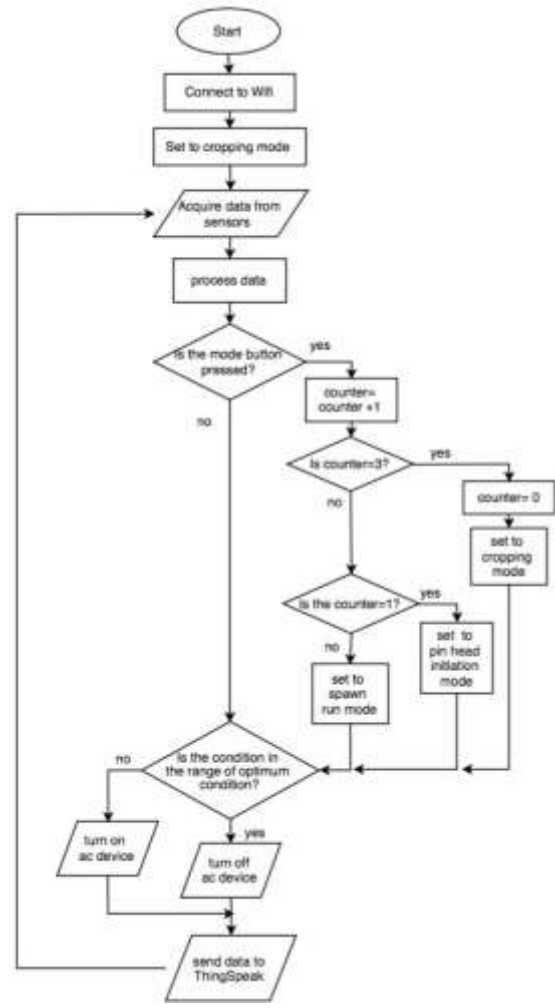 Start
Connect to Wifi
Set to cropping mode
Acquire data from
sensors
process data
Is the mode button
pressed?
yes
no
counter=
counter +1
Is counter=3?
yes
no
counter= 0
set to
cropping
mode
Is the counter=1?
yes
no
set to
pin head
initiation
mode
set to
spawn
run mode
Is the condition in
the range of optimum
condition?
no
yes
turn on
ac device
turn off
ac device
send data to
ThingSpeak